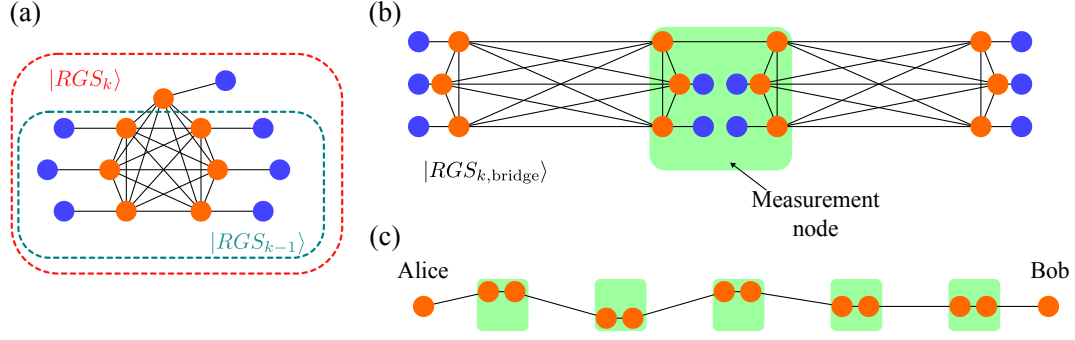 (a)
|RGS_k⟩
|RGS_{k−1}⟩
(b)
|RGS_{k,bridge}⟩
Measurement
node
(c)
Alice
Bob